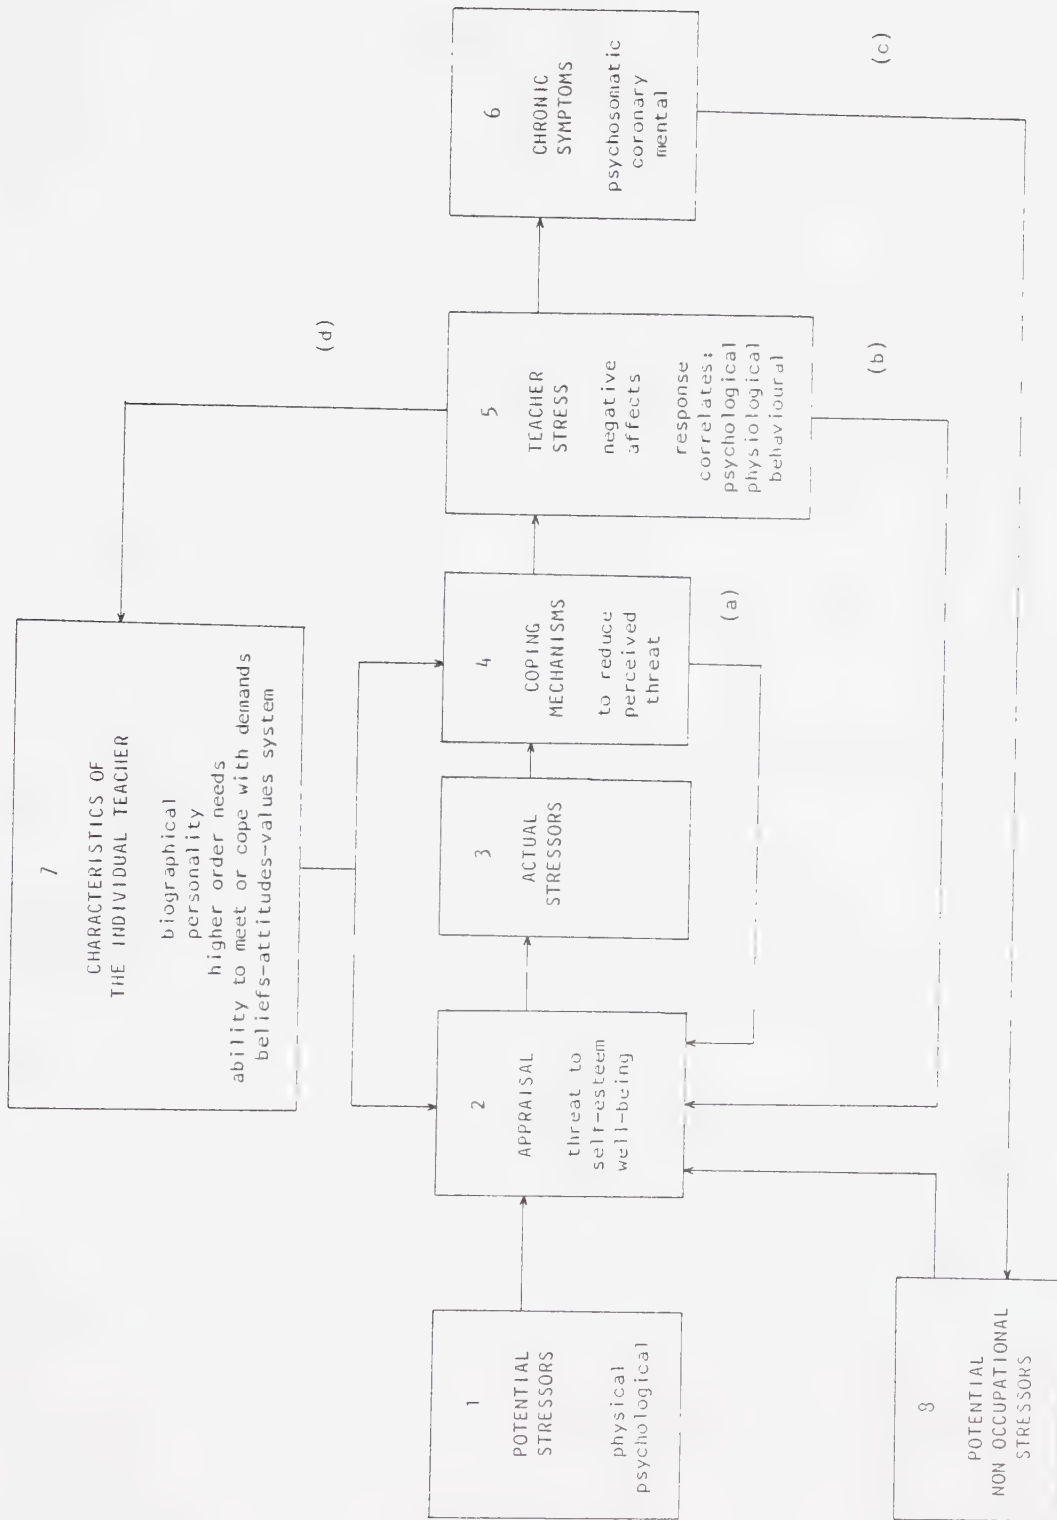 7
CHARACTERISTICS OF
THE INDIVIDUAL TEACHER
biographical
personality
higher order needs
ability to meet or cope with demands
beliefs-attitudes-values system
(d)
1
POTENTIAL
STRESSORS
physical
psychological
2
APPRAISAL
threat to
self-esteem
well-being
3
ACTUAL
STRESSORS
4
COPING
MECHANISMS
to reduce
perceived
threat
5
TEACHER
STRESS
negative
affects
response
correlates:
psychological
physiological
behavioural
6
CHRONIC
SYMPTOMS
psychosomatic
coronary
mental
(a)
(b)
(c)
8
POTENTIAL
NON OCCUPATIONAL
STRESSORS